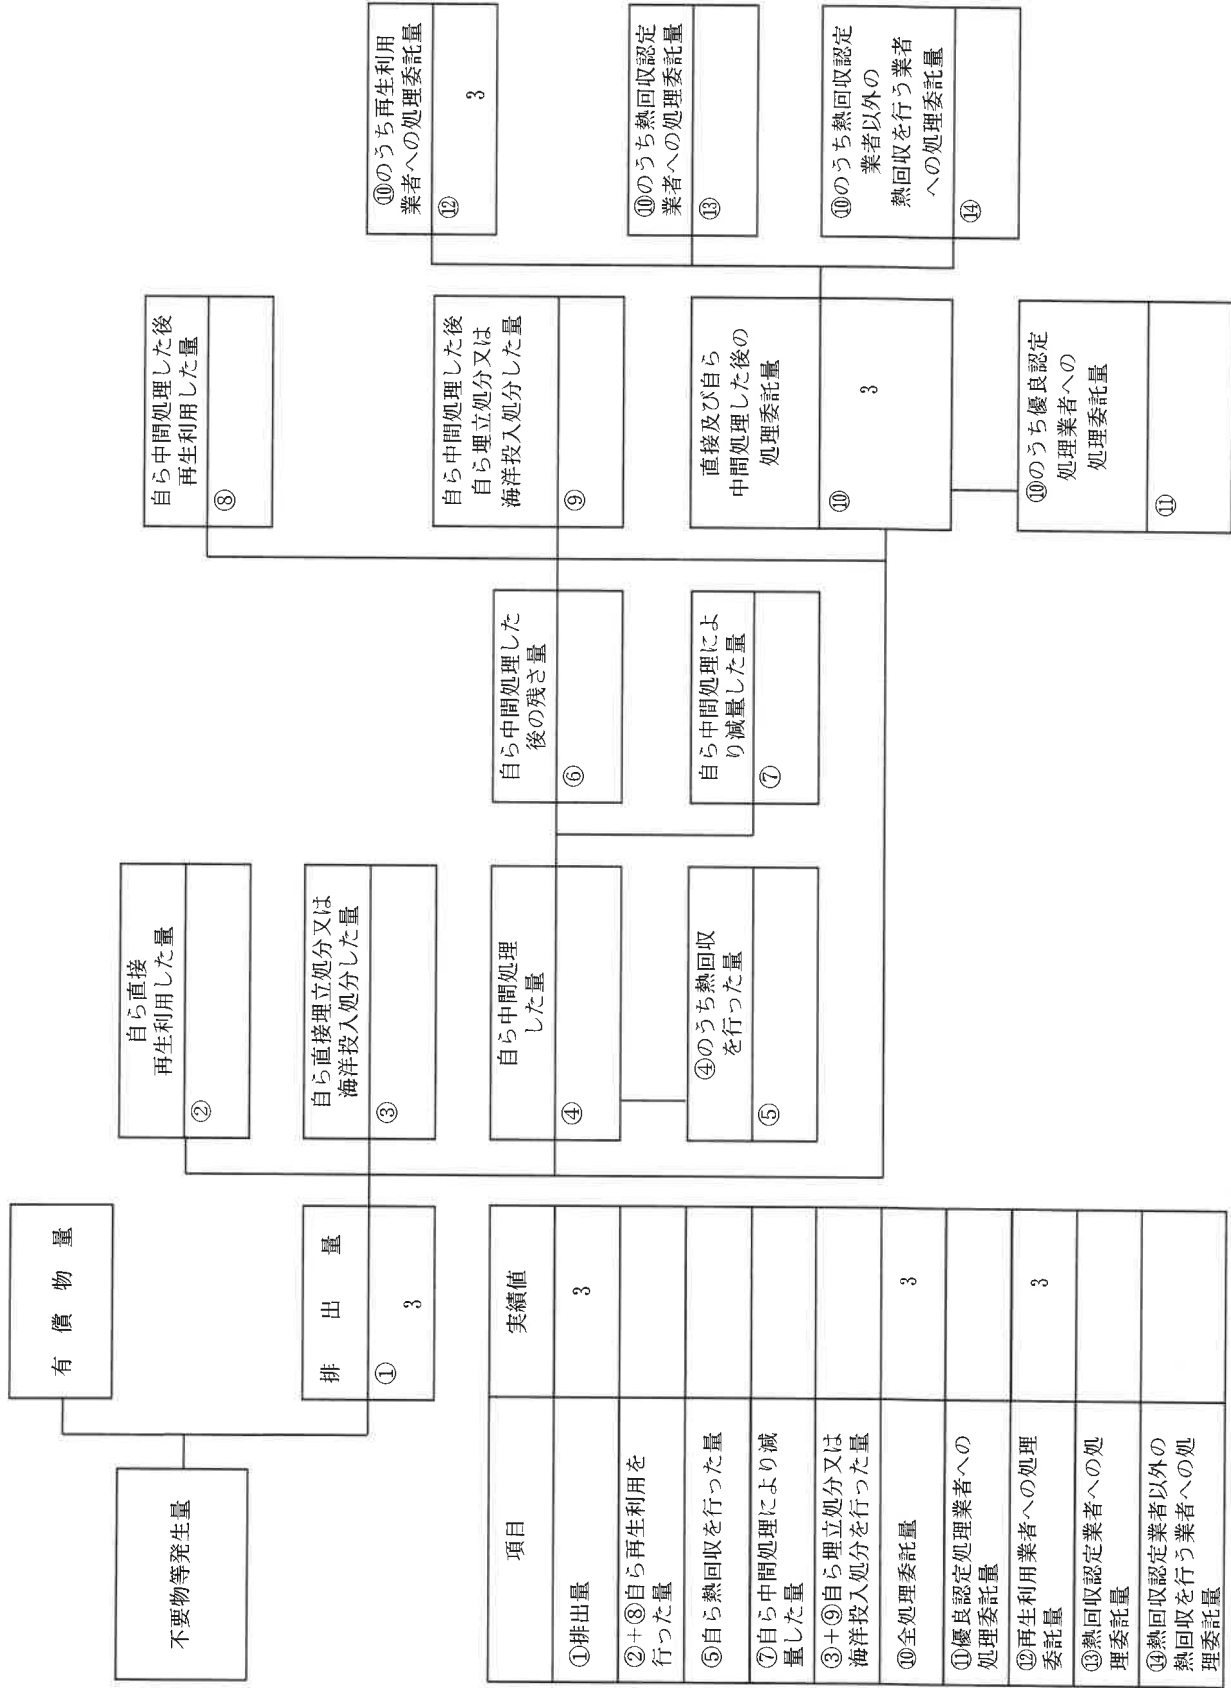 不要物等発生量
有償物量
排出量
①
3
自ら直接
再生利用した量
②
自ら直接埋立処分又は
海洋投入処分した量
③
自ら中間処理
した量
④
④のうち熱回収
を行った量
⑤
自ら中間処理した
後の残さ量
⑥
自ら中間処理によ
り減量した量
⑦
自ら中間処理した後
再生利用した量
⑧
自ら中間処理した後
自ら埋立処分又は
海洋投入処分した量
⑨
直接及び自ら
中間処理した後の
処理委託量
⑩
3
⑩のうち優良認定
処理業者への
処理委託量
⑪
⑩のうち再生利用
業者への処理委託量
⑫
3
⑩のうち熱回収認定
業者への処理委託量
⑬
⑩のうち熱回収認定
業者以外の
熱回収を行う業者
への処理委託量
⑭
項目 実績値
①排出量 3
②+⑧自ら再生利用を
行った量
⑤自ら熱回収を行った量
⑦自ら中間処理により減
量した量
③+⑨自ら埋立処分又は
海洋投入処分を行った量
⑩全処理委託量 3
⑪優良認定処理業者への
処理委託量
⑫再生利用業者への処理
委託量 3
⑬熱回収認定業者への処
理委託量
⑭熱回収認定業者以外の
熱回収を行う業者への処
理委託量